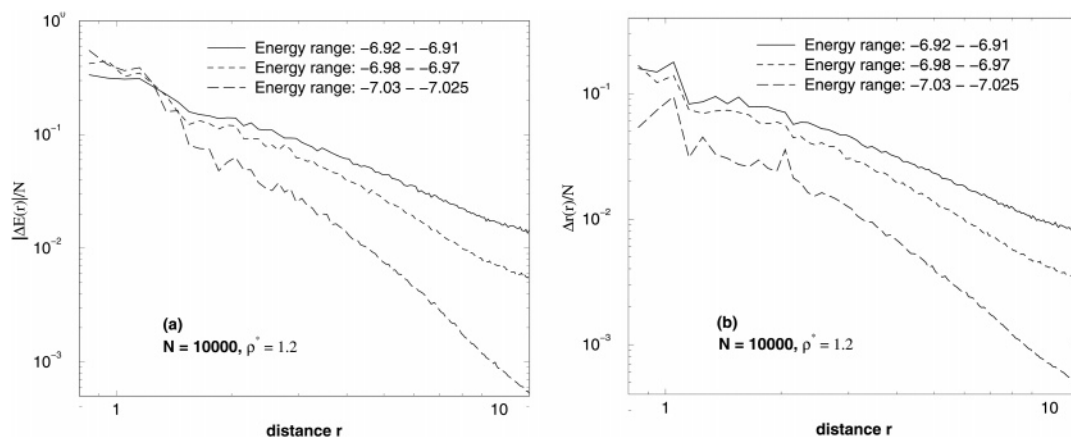 10⁰
10⁻¹
10⁻²
10⁻³
|ΔE(r)|/N
Energy range: −6.92 − −6.91
Energy range: −6.98 − −6.97
Energy range: −7.03 − −7.025
(a)
N = 10000, ρ* = 1.2
1
10
distance r
10⁻¹
10⁻²
10⁻³
Δr(r)/N
Energy range: −6.92 − −6.91
Energy range: −6.98 − −6.97
Energy range: −7.03 − −7.025
(b)
N = 10000, ρ* = 1.2
1
10
distance r